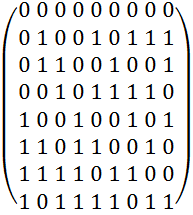 0 0 0 0 0 0 0 0 0
0 1 0 0 1 0 1 1 1
0 1 1 0 0 1 0 0 1
0 0 1 0 1 1 1 1 0
1 0 0 1 0 0 1 0 1
1 1 0 1 1 0 0 1 0
1 1 1 1 0 1 1 0 0
1 0 1 1 1 1 0 1 1